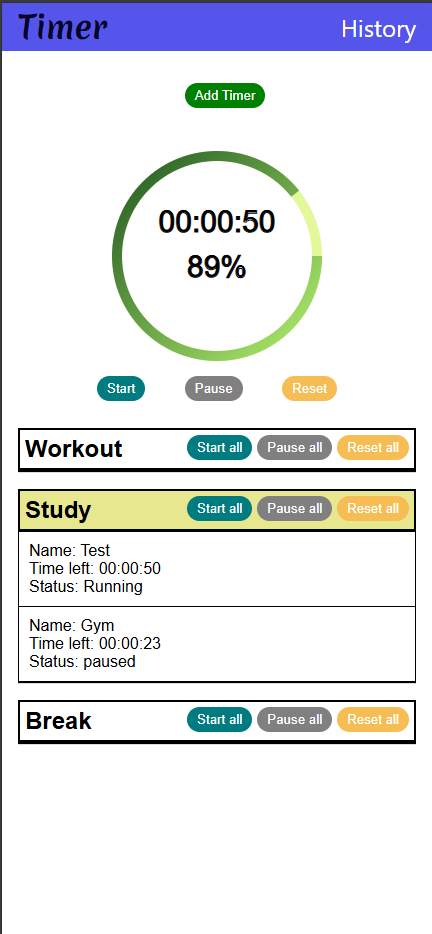 Timer History
Add Timer
00:00:50
89%
Start Pause Reset
Workout Start all Pause all Reset all
Study Start all Pause all Reset all
Name: Test
Time left: 00:00:50
Status: Running
Name: Gym
Time left: 00:00:23
Status: paused
Break Start all Pause all Reset all